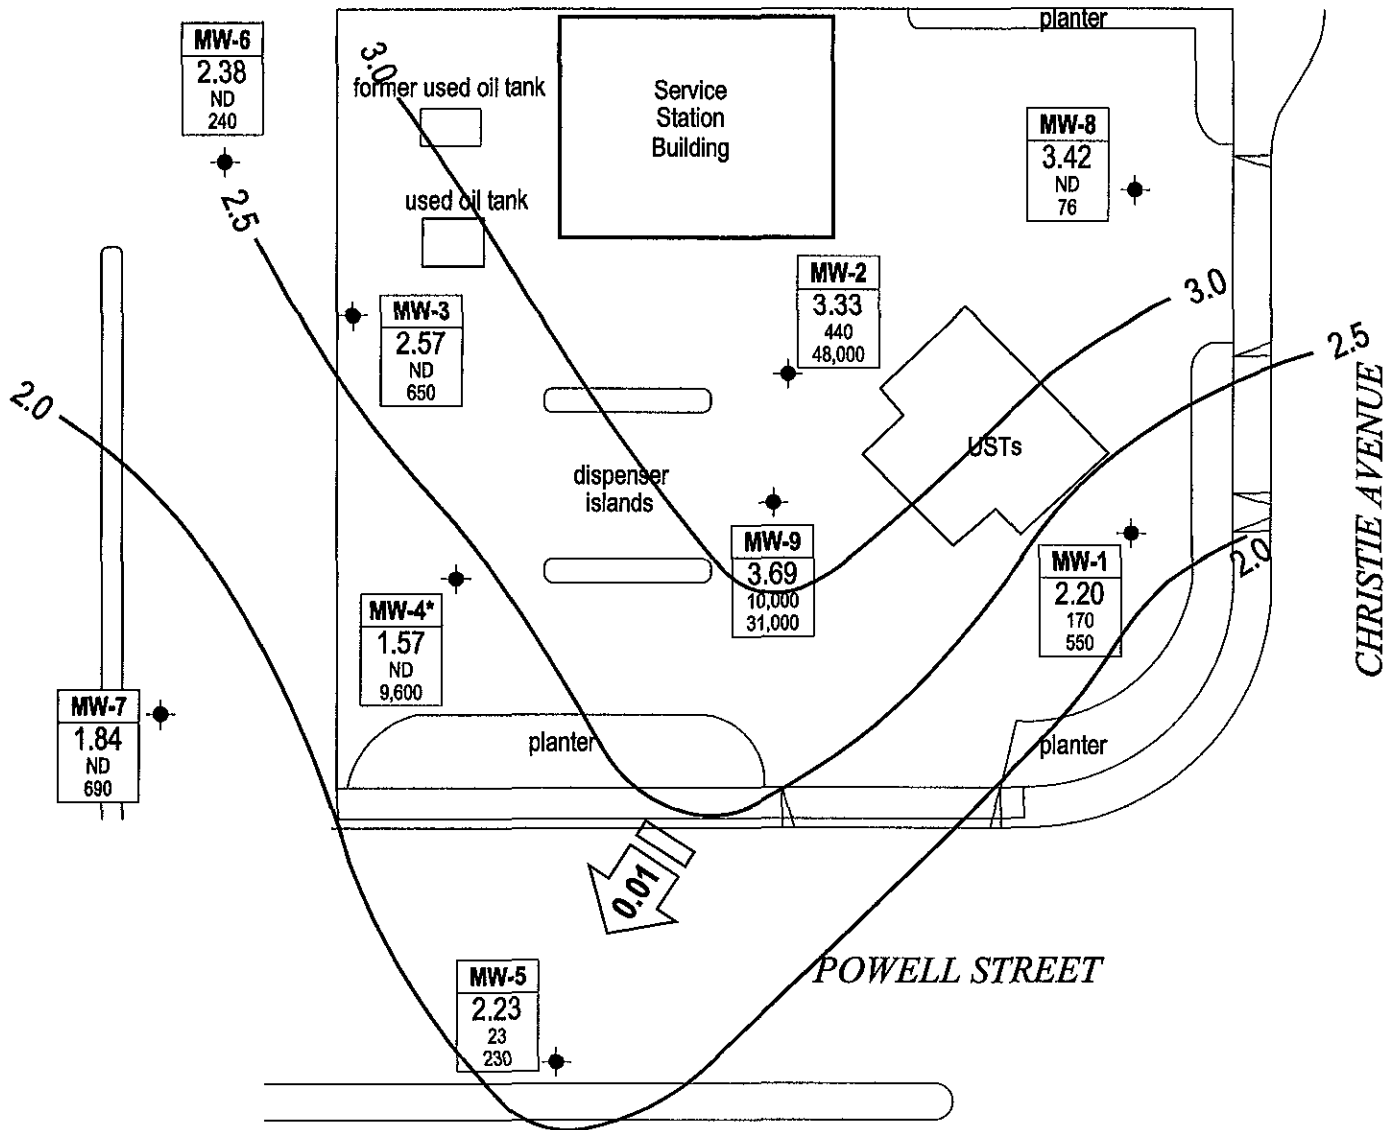 planter
MW-6
2.38
ND
240
3.0
former used oil tank
Service
Station
Building
MW-8
3.42
ND
76
2.5
used oil tank
MW-2
3.33
440
48,000
3.0
MW-3
2.57
ND
650
2.5
2.0
CHRISTIE AVENUE
USTs
dispenser
islands
MW-9
3.69
10,000
31,000
MW-1
2.20
170
550
2.0
MW-4*
1.57
ND
9,600
MW-7
1.84
ND
690
planter
planter
0.01
POWELL STREET
MW-5
2.23
23
230